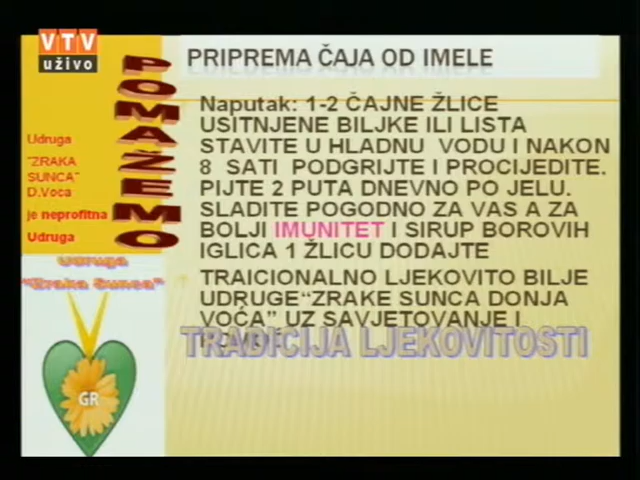 VTV
uživo
POMAŽEMO
Udruga
"ZRAKA
SUNCA"
D.Voća
je neprofitna
Udruga
Udruga
"Zraka Sunca"
GR
PRIPREMA ČAJA OD IMELE
Naputak: 1-2 ČAJNE ŽLICE
USITNJENE BILJKE ILI LISTA
STAVITE U HLADNU VODU I NAKON
8 SATI PODGRIJTE I PROCIJEDITE.
PIJTE 2 PUTA DNEVNO PO JELU.
SLADITE POGODNO ZA VAS A ZA
BOLJI IMUNITET I SIRUP BOROVIH
IGLICA 1 ŽLICU DODAJTE
TRAICIONALNO LJEKOVITO BILJE
UDRUGE“ZRAKE SUNCA DONJA
VOĆA” UZ SAVJETOVANJE I
TRADICIJA LJEKOVITOSTI